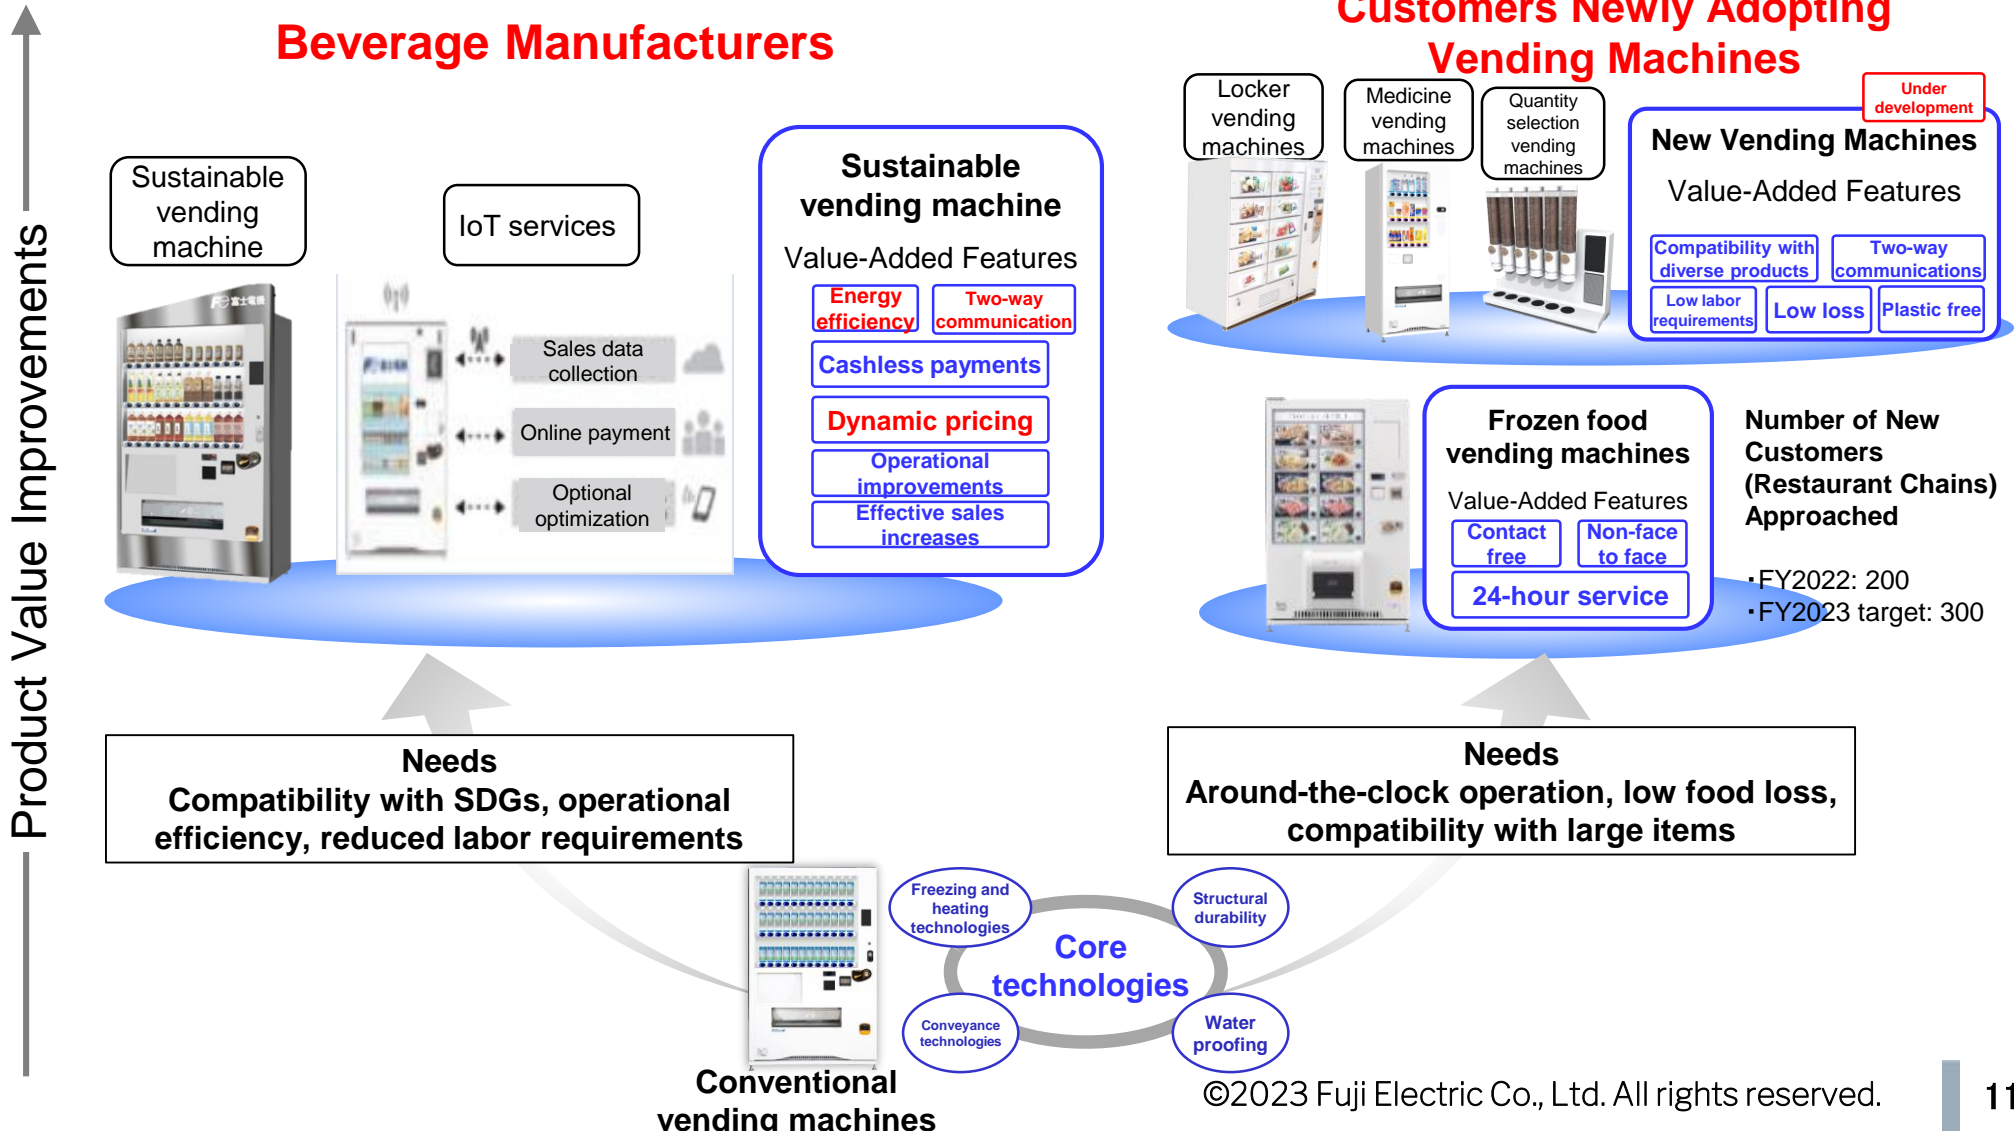 Product Value Improvements
Beverage Manufacturers
Sustainable
vending
machine
富士電機
IoT services
Sales data
collection
Online payment
Optional
optimization
Sustainable
vending machine
Value-Added Features
Energy
efficiency
Two-way
communication
Cashless payments
Dynamic pricing
Operational
improvements
Effective sales
increases
Customers Newly Adopting
Vending Machines
Locker
vending
machines
Medicine
vending
machines
Quantity
selection
vending
machines
Under
development
New Vending Machines
Value-Added Features
Compatibility with
diverse products
Two-way
communications
Low labor
requirements
Low loss
Plastic free
Frozen food
vending machines
Value-Added Features
Contact
free
Non-face
to face
24-hour service
Number of New
Customers
(Restaurant Chains)
Approached
・FY2022: 200
・FY2023 target: 300
Needs
Compatibility with SDGs, operational
efficiency, reduced labor requirements
Needs
Around-the-clock operation, low food loss,
compatibility with large items
Freezing and
heating
technologies
Structural
durability
Core
technologies
Conveyance
technologies
Water
proofing
Conventional
vending machines
©2023 Fuji Electric Co., Ltd. All rights reserved.
11